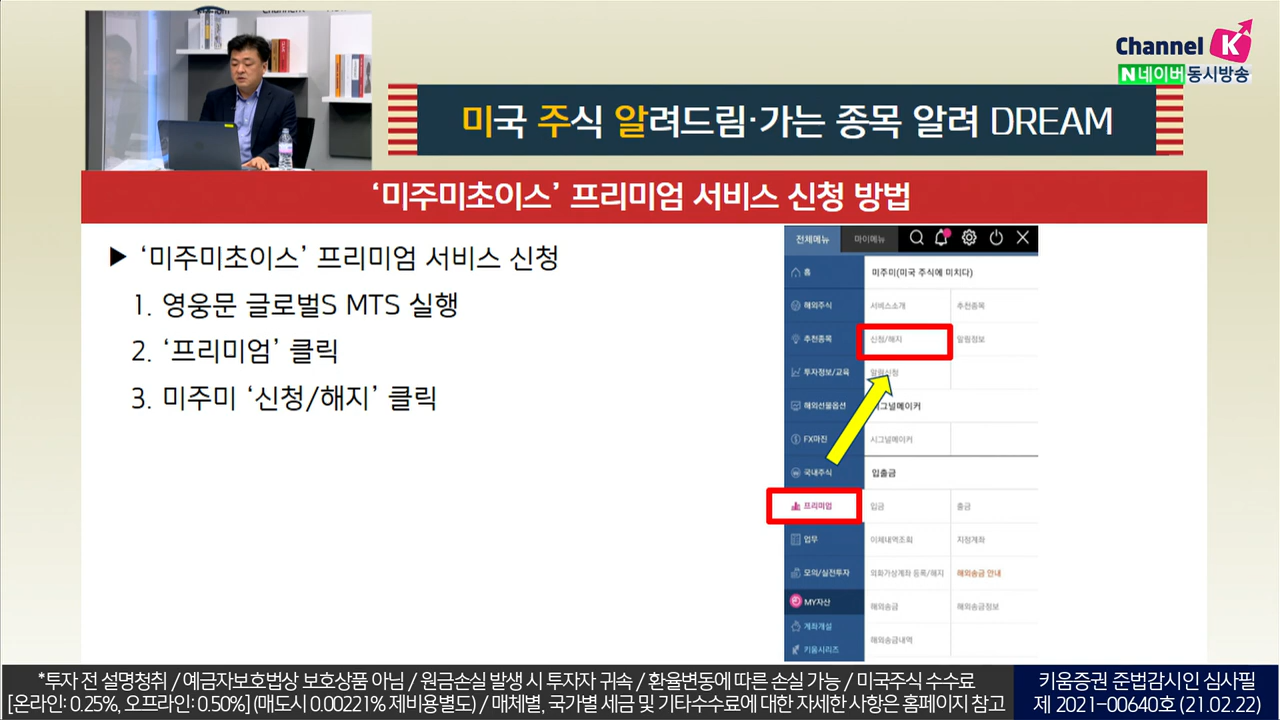 Channel K
N네이버 동시방송
미국 주식 알려드림·가는 종목 알려 DREAM
‘미주미초이스’ 프리미엄 서비스 신청 방법
▶ ‘미주미초이스’ 프리미엄 서비스 신청
1. 영웅문 글로벌S MTS 실행
2. ‘프리미엄’ 클릭
3. 미주미 ‘신청/해지’ 클릭
전체메뉴 마이메뉴
홈 미주미(미국 주식에 미치다)
해외주식 서비스소개 추천종목
추천종목 신청/해지 알림정보
투자정보/교육 알림신청
해외선물옵션 시그널메이커
FX마진 시그널메이커
국내주식 입출금
프리미엄 입금 출금
업무 이체내역조회 지정계좌
모의/실전투자 외화가상계좌 등록/해지 해외송금 안내
MY자산 해외송금 해외송금정보
계좌개설
키움시리즈 해외송금내역
*투자 전 설명청취 / 예금자보호법상 보호상품 아님 / 원금손실 발생 시 투자자 귀속 / 환율변동에 따른 손실 가능 / 미국주식 수수료
[온라인: 0.25%, 오프라인: 0.50%] (매도시 0.00221% 제비용별도) / 매체별, 국가별 세금 및 기타수수료에 대한 자세한 사항은 홈페이지 참고
키움증권 준법감시인 심사필
제 2021-00640호 (21.02.22)